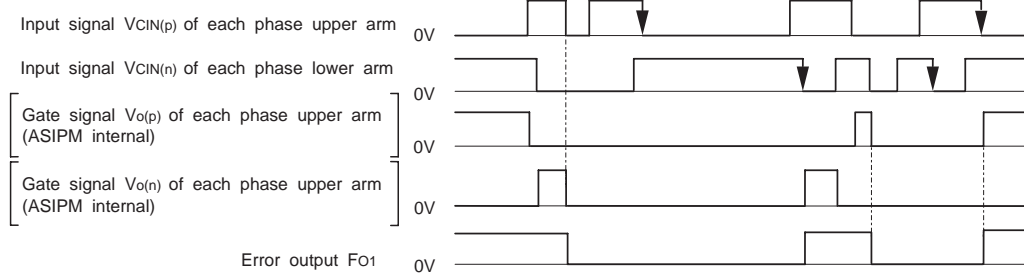 Input signal VCIN(p) of each phase upper arm 0V
Input signal VCIN(n) of each phase lower arm 0V
Gate signal Vo(p) of each phase upper arm
(ASIPM internal) 0V
Gate signal Vo(n) of each phase upper arm
(ASIPM internal) 0V
Error output FO1 0V